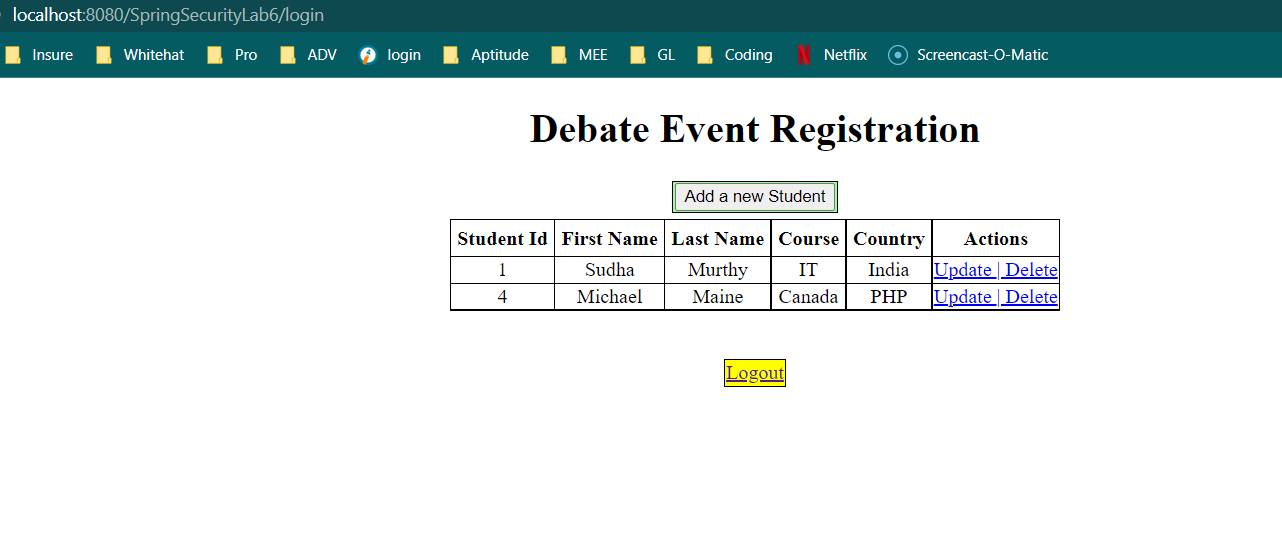 localhost:8080/SpringSecurityLab6/login
Insure Whitehat Pro ADV login Aptitude MEE GL Coding Netflix Screencast-O-Matic
Debate Event Registration
Add a new Student
Student Id First Name Last Name Course Country Actions
1 Sudha Murthy IT India Update | Delete
4 Michael Maine Canada PHP Update | Delete
Logout